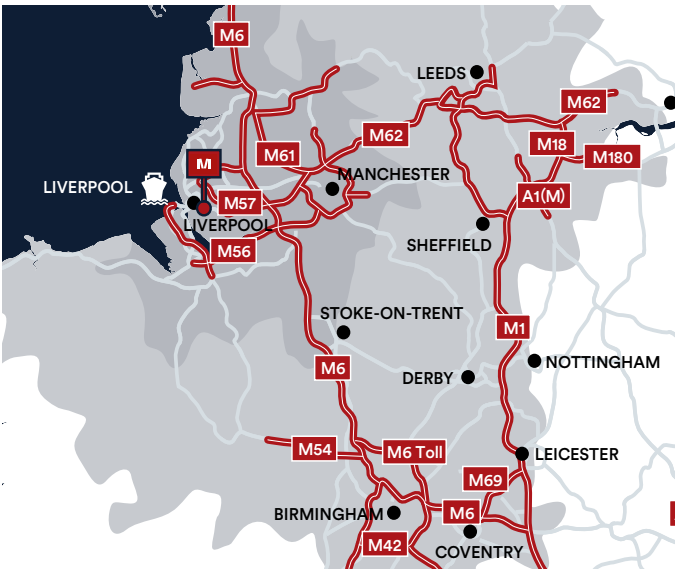 M6
LEEDS
M62
M62
M18
M61
M180
M
MANCHESTER
LIVERPOOL
A1(M)
M57
LIVERPOOL
SHEFFIELD
M56
STOKE-ON-TRENT
M1
NOTTINGHAM
M6
DERBY
M54
M6 Toll
LEICESTER
M69
BIRMINGHAM
M6
M42
COVENTRY